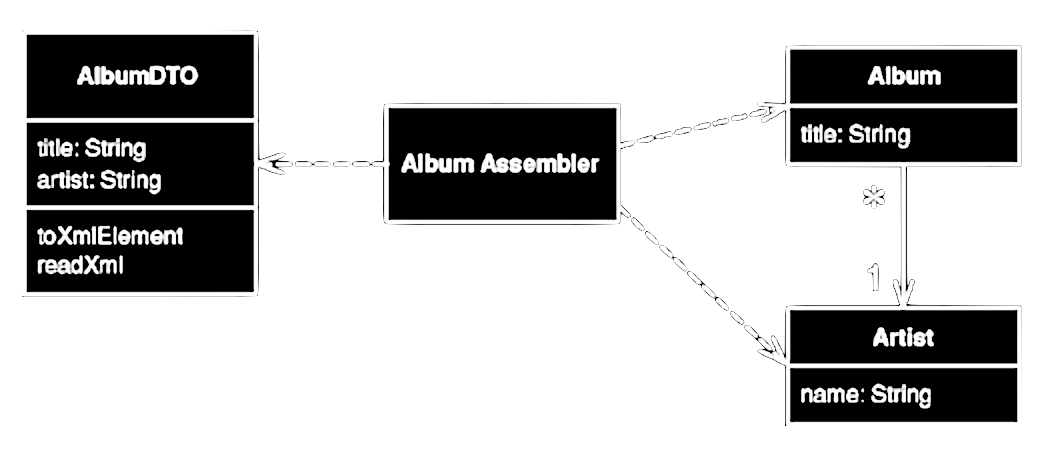 AlbumDTO
title: String
artist: String
toXmlElement
readXml
Album Assembler
Album
title: String
*
1
Artist
name: String